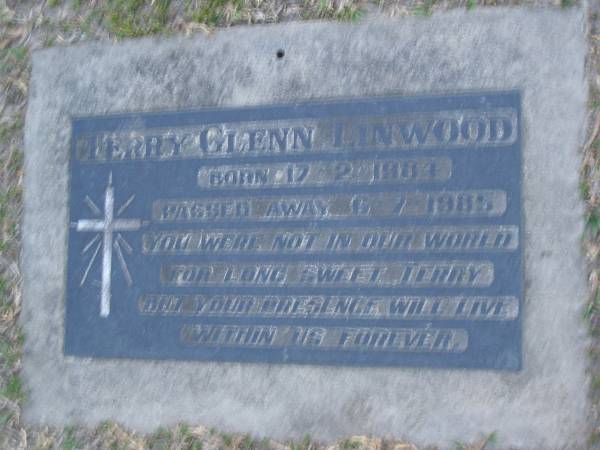 TERRY GLENN LINWOOD
BORN 17-2-1984
PASSED AWAY 6-7-1985
YOU WERE NOT IN OUR WORLD
FOR LONG SWEET TERRY
BUT YOUR PRESENCE WILL LIVE
WITHIN US FOREVER.